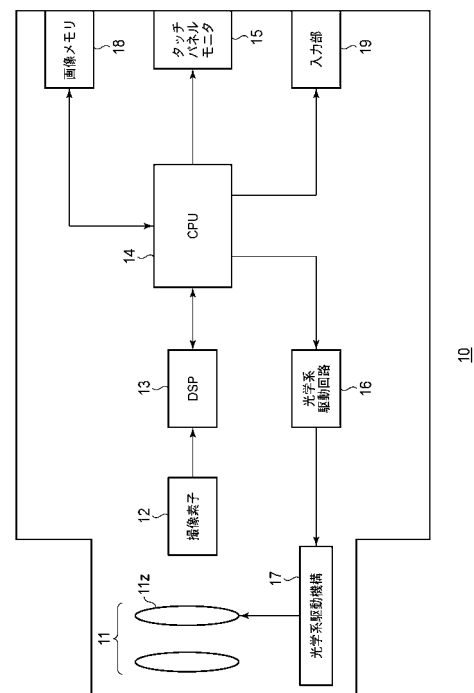 画像メモリ
18
タッチ
パネル
モニタ
15
入力部
19
CPU
14
DSP
13
光学系
駆動回路
16
撮像素子
12
光学系駆動機構
17
11
11z
10